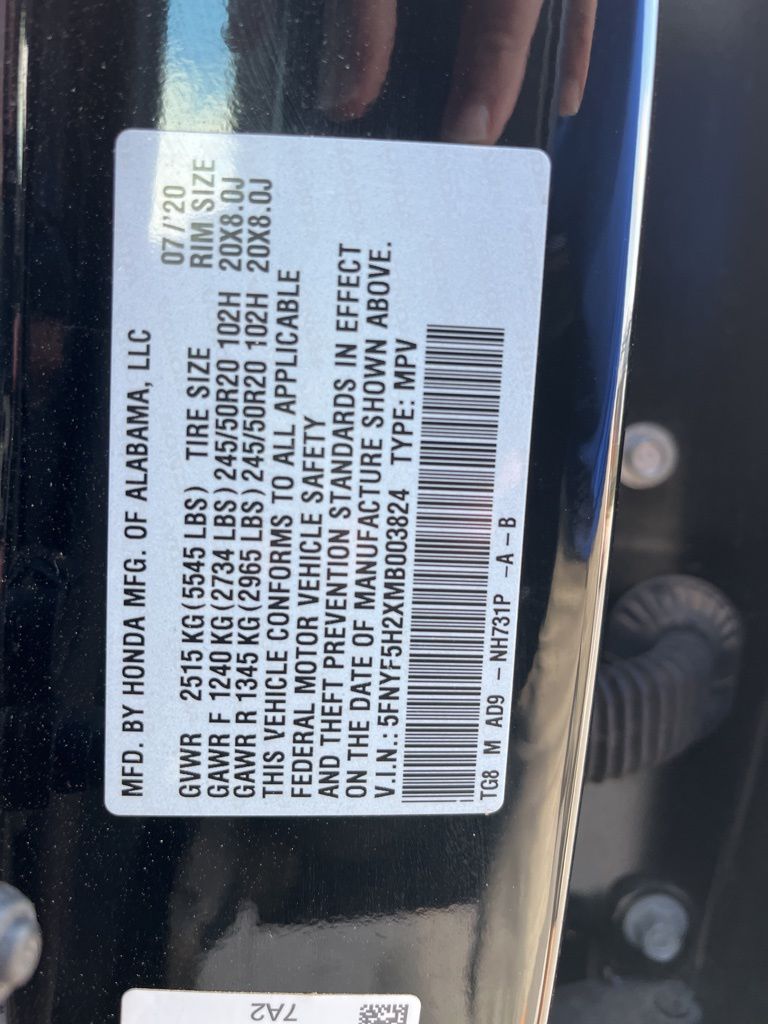 MFD. BY HONDA MFG. OF ALABAMA, LLC 07/'20
GVWR 2515 KG(5545 LBS) TIRE SIZE RIM SIZE
GAWR F 1240 KG(2734 LBS)245/50R20 102H 20X8.0J
GAWR R 1345 KG(2965 LBS)245/50R20 102H 20X8.0J
THIS VEHICLE CONFORMS TO ALL APPLICABLE
FEDERAL MOTOR VEHICLE SAFETY
AND THEFT PREVENTION STANDARDS IN EFFECT
ON THE DATE OF MANUFACTURE SHOWN ABOVE.
V.I.N.:5FNYF5H2XMB003824 TYPE: MPV
TG8 M AD9 -NH731P -A-B
7A2